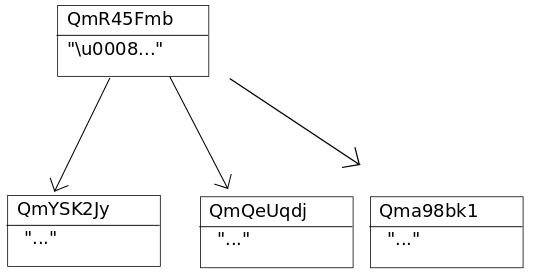 QmR45Fmb
"\u0008..."
QmYSK2Jy
"..."
QmQeUqdj
"..."
Qma98bk1
"..."